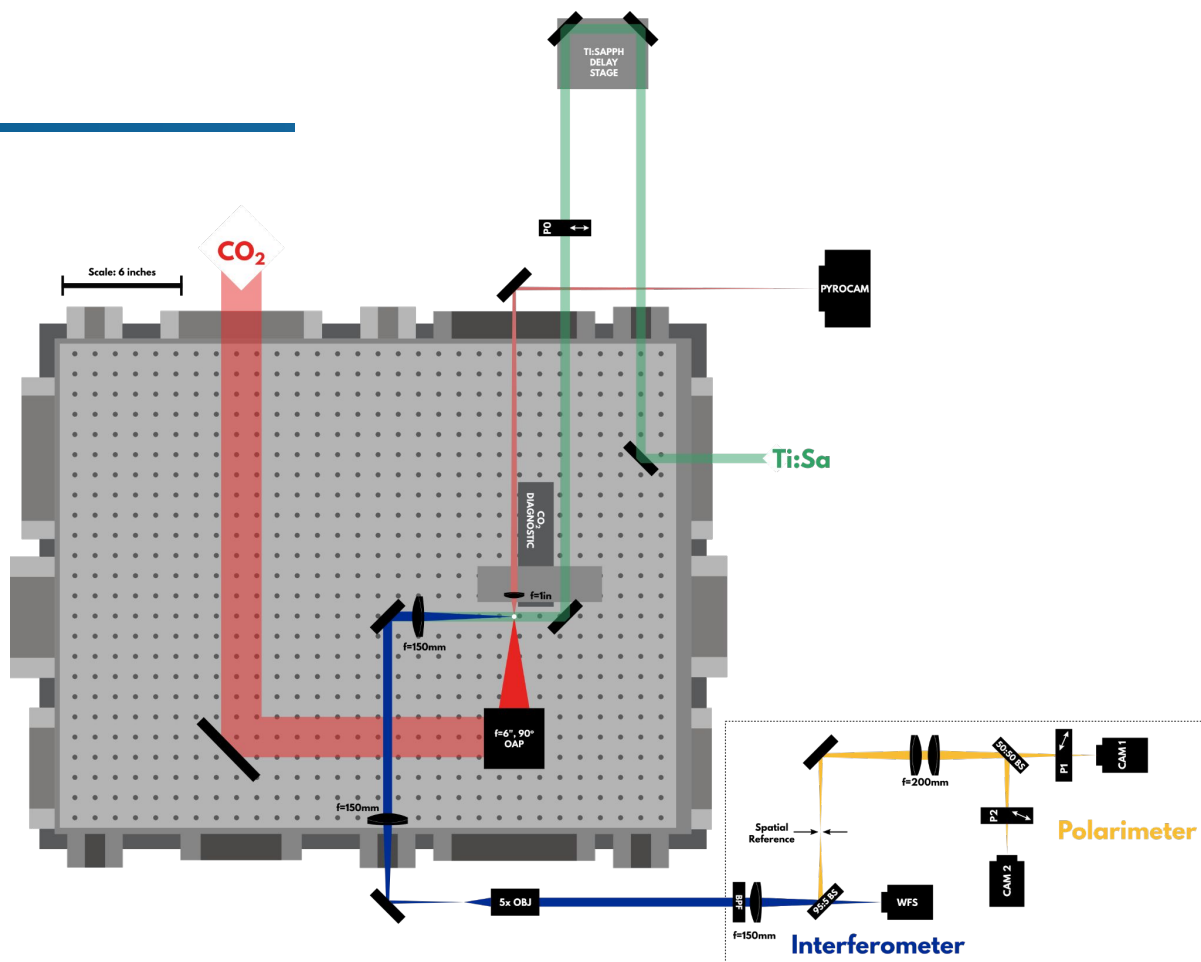 TI:SAPPH
DELAY
STAGE
P0
CO₂
Scale: 6 inches
PYROCAM
Ti:Sa
CO₂
DIAGNOSTIC
f=1in
f=150mm
f=6", 90°
OAP
f=150mm
50:50 BS
P1
CAM 1
f=200mm
P2
Polarimeter
Spatial
Reference
CAM 2
5x OBJ
BPF
95:5 BS
WFS
f=150mm
Interferometer